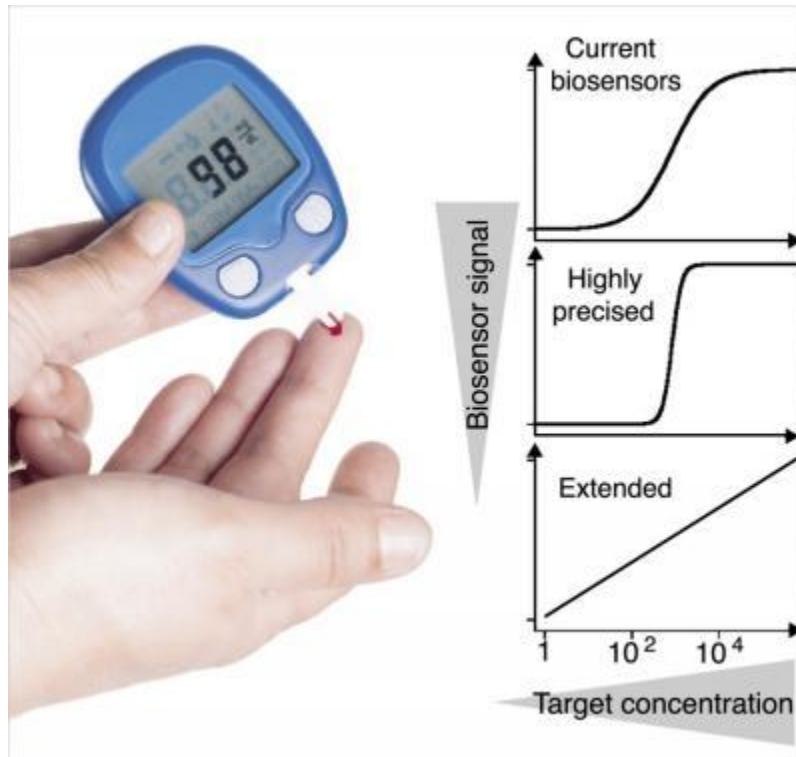 98
Current
biosensors
Highly
precised
Extended
Biosensor signal
1
10²
10⁴
Target concentration